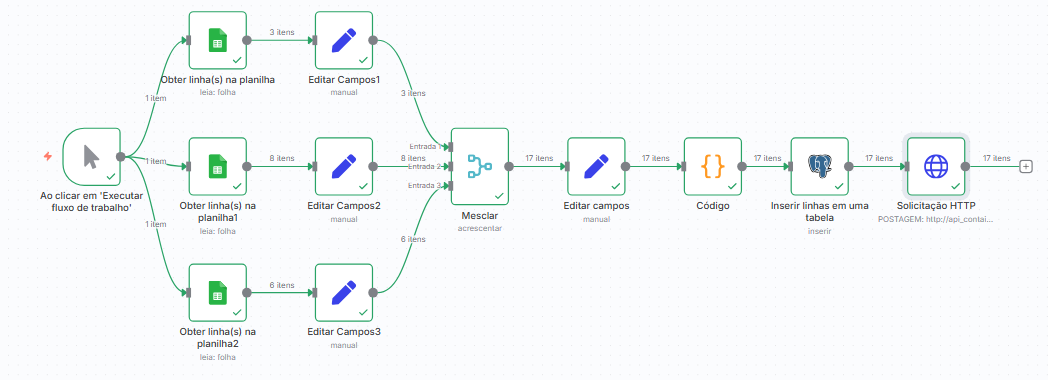 3 itens
Obter linha(s) na planilha
leia: folha
Editar Campos1
manual
1 item
3 itens
Ao clicar em 'Executar
fluxo de trabalho'
1 item
8 itens
Obter linha(s) na
planilha1
leia: folha
Editar Campos2
manual
8 itens
Entrada 1
Entrada 2
Entrada 3
Mesclar
acrescentar
17 itens
Editar campos
manual
17 itens
Código
17 itens
Inserir linhas em uma
tabela
inserir
17 itens
Solicitação HTTP
POSTAGEM: http://api_contai...
17 itens
1 item
6 itens
6 itens
Obter linha(s) na
planilha2
leia: folha
Editar Campos3
manual